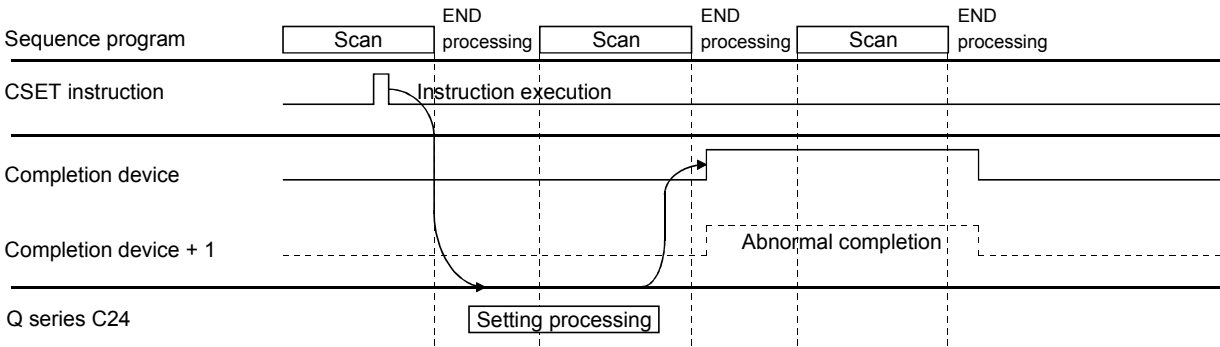 END END END
Sequence program Scan processing Scan processing Scan processing
CSET instruction Instruction execution
Completion device
Completion device + 1 Abnormal completion
Q series C24 Setting processing